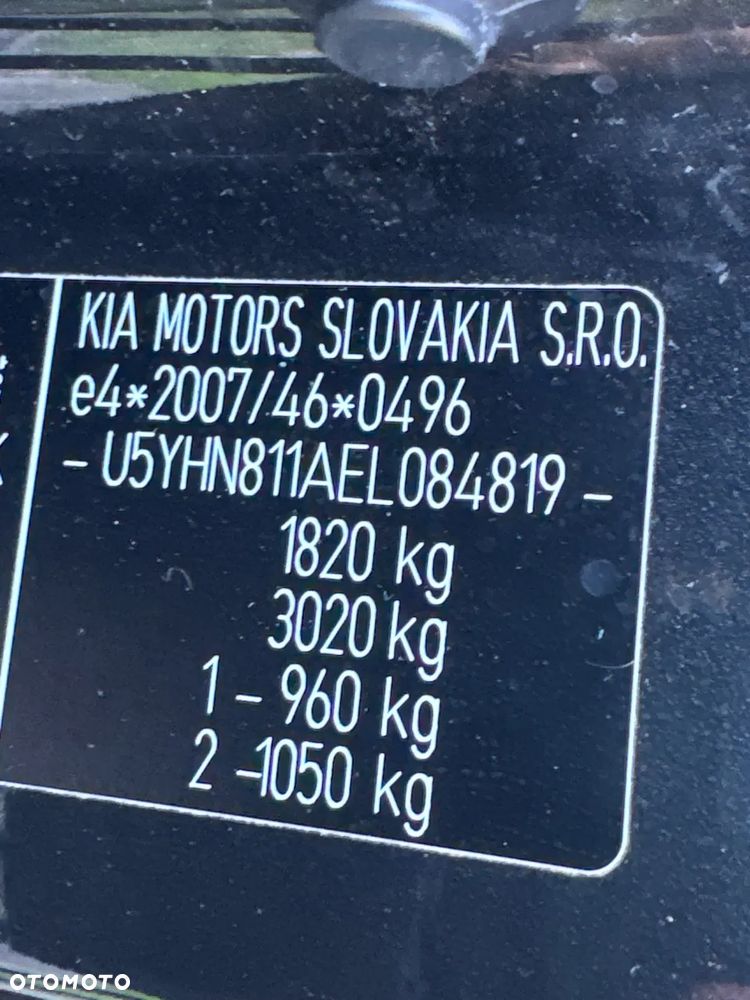 KIA MOTORS SLOVAKIA S.R.O.
e4*2007/46*0496
- U5YHN811AEL084819 -
1820 kg
3020 kg
1 - 960 kg
2 -1050 kg
OTOMOTO